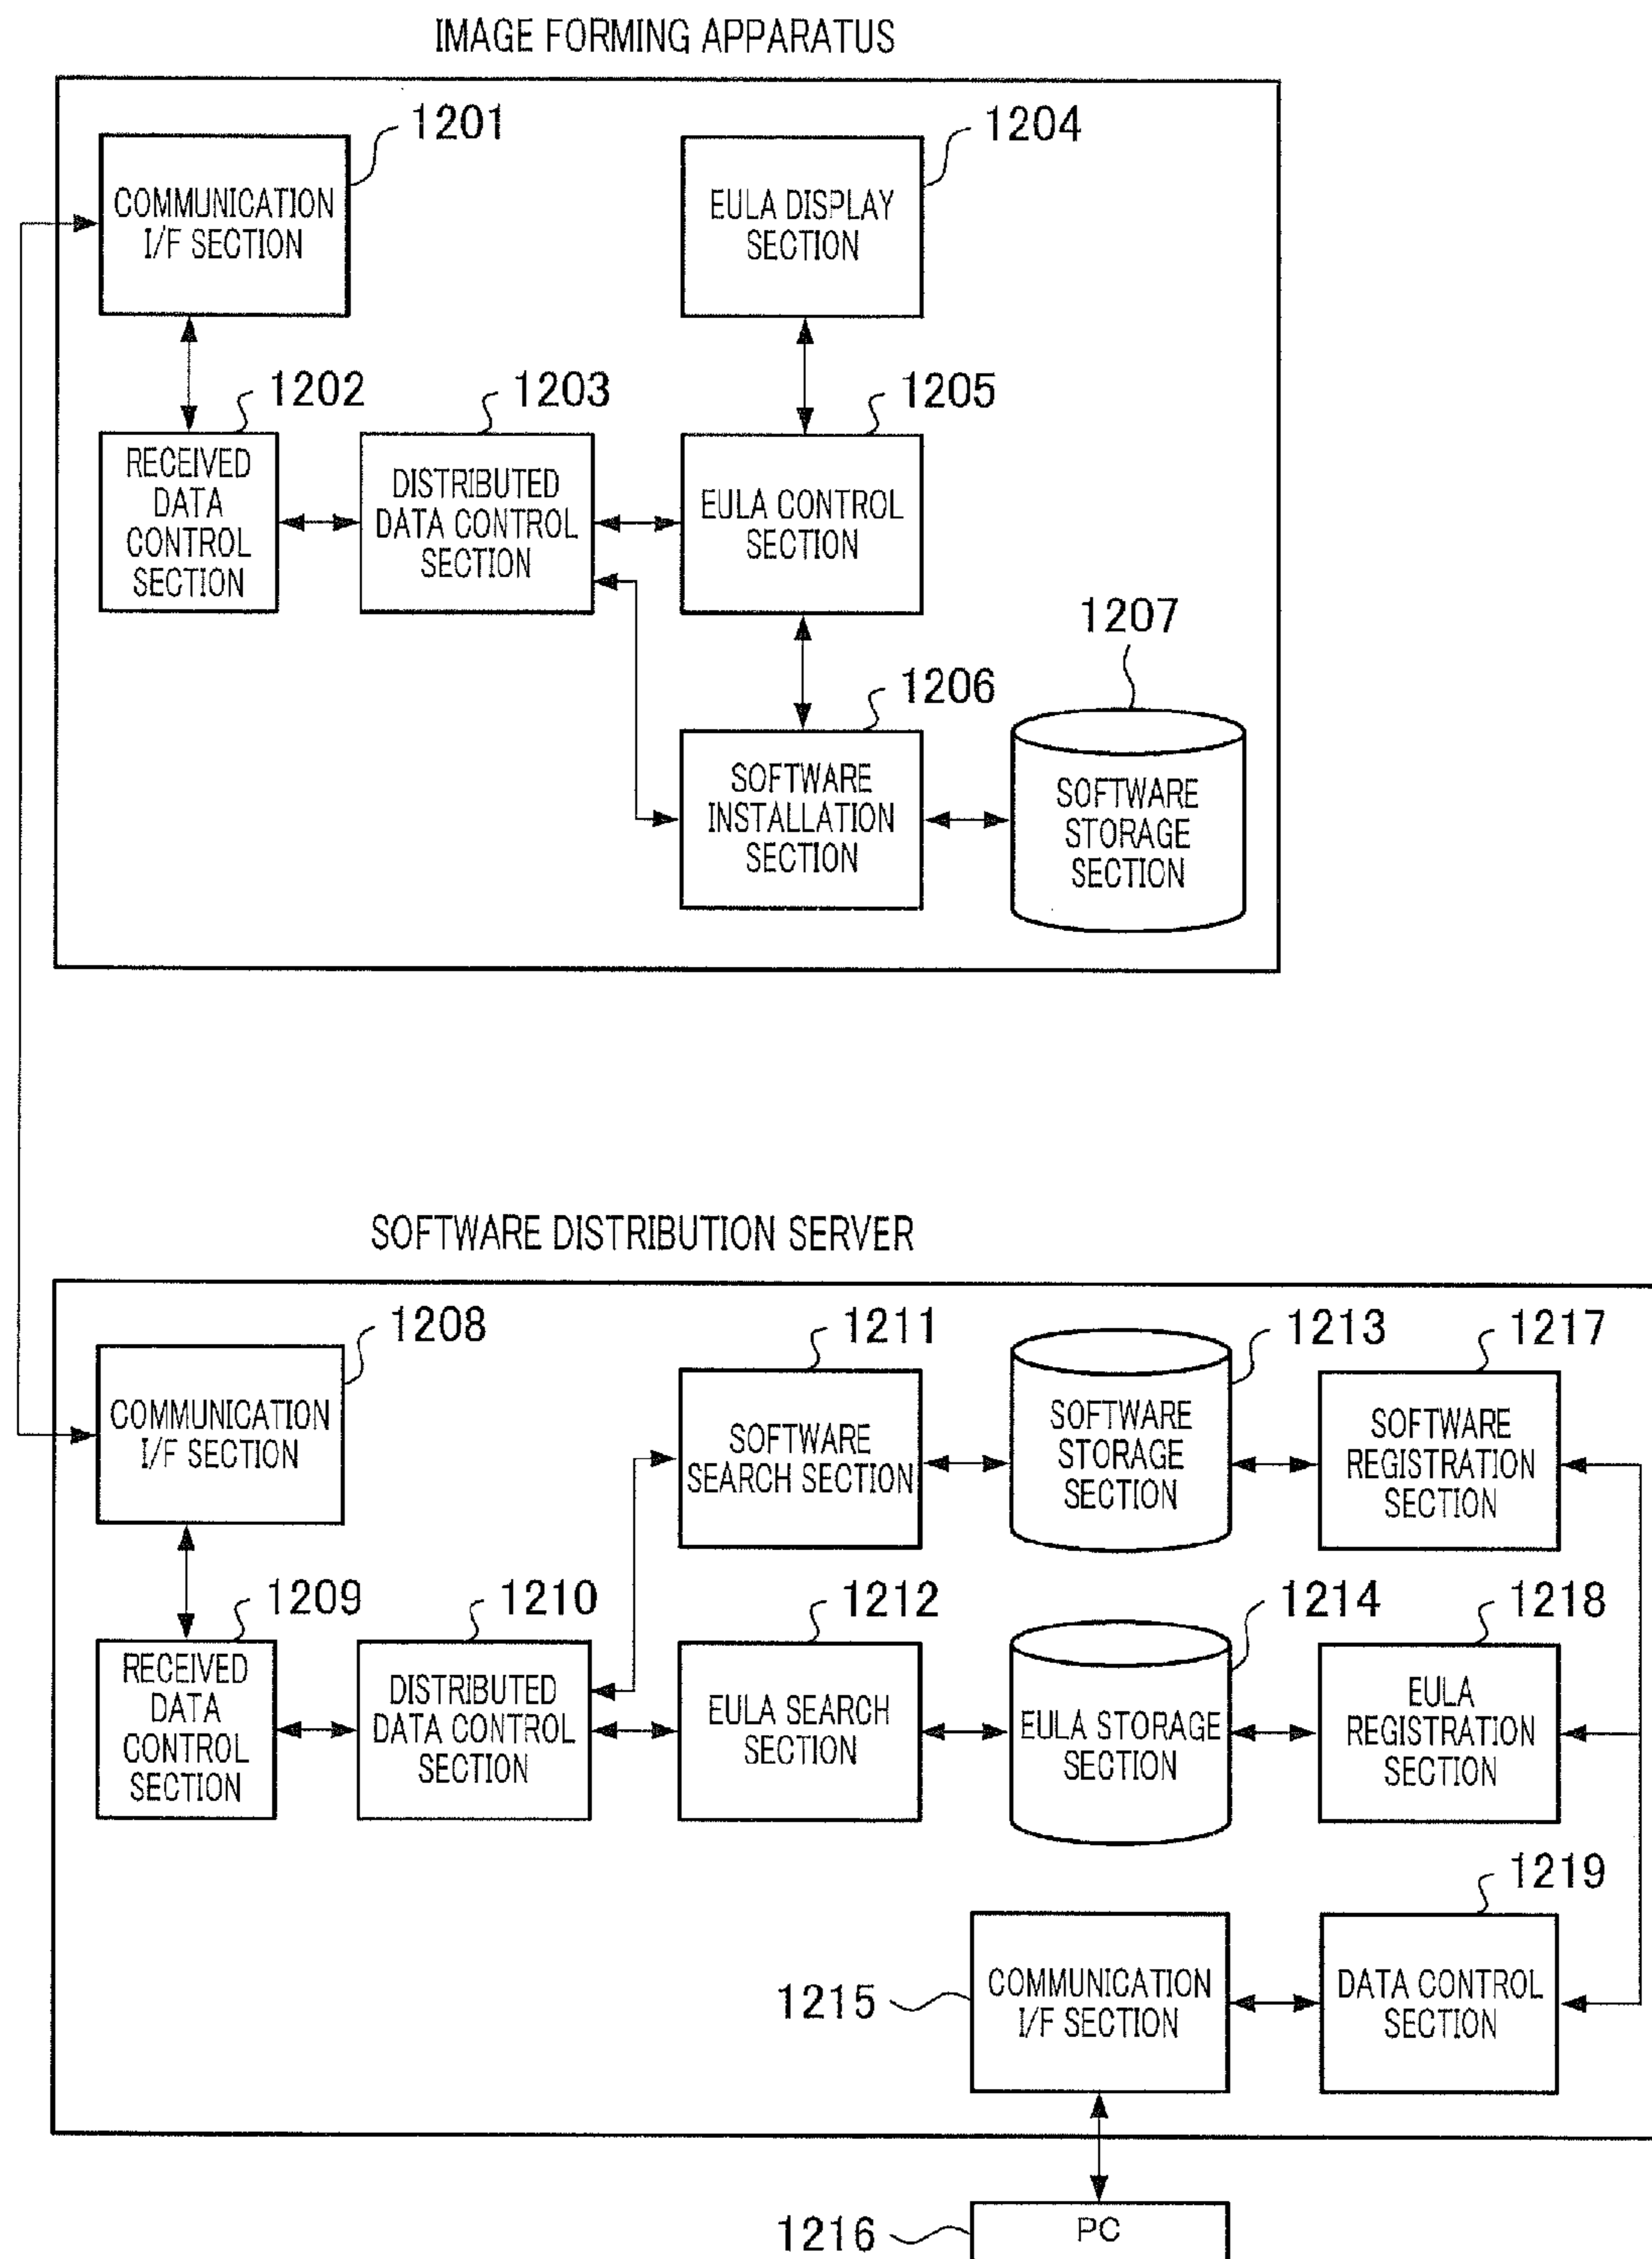 IMAGE FORMING APPARATUS
1201
1204
COMMUNICATION
I/F SECTION
EULA DISPLAY
SECTION
1202
1203
1205
RECEIVED
DATA
CONTROL
SECTION
DISTRIBUTED
DATA CONTROL
SECTION
EULA CONTROL
SECTION
1207
1206
SOFTWARE
INSTALLATION
SECTION
SOFTWARE
STORAGE
SECTION
SOFTWARE DISTRIBUTION SERVER
1208
1211
1213
1217
COMMUNICATION
I/F SECTION
SOFTWARE
SEARCH SECTION
SOFTWARE
STORAGE
SECTION
SOFTWARE
REGISTRATION
SECTION
1209
1210
1212
1214
1218
RECEIVED
DATA
CONTROL
SECTION
DISTRIBUTED
DATA CONTROL
SECTION
EULA SEARCH
SECTION
EULA STORAGE
SECTION
EULA
REGISTRATION
SECTION
1219
1215
COMMUNICATION
I/F SECTION
DATA CONTROL
SECTION
1216
PC